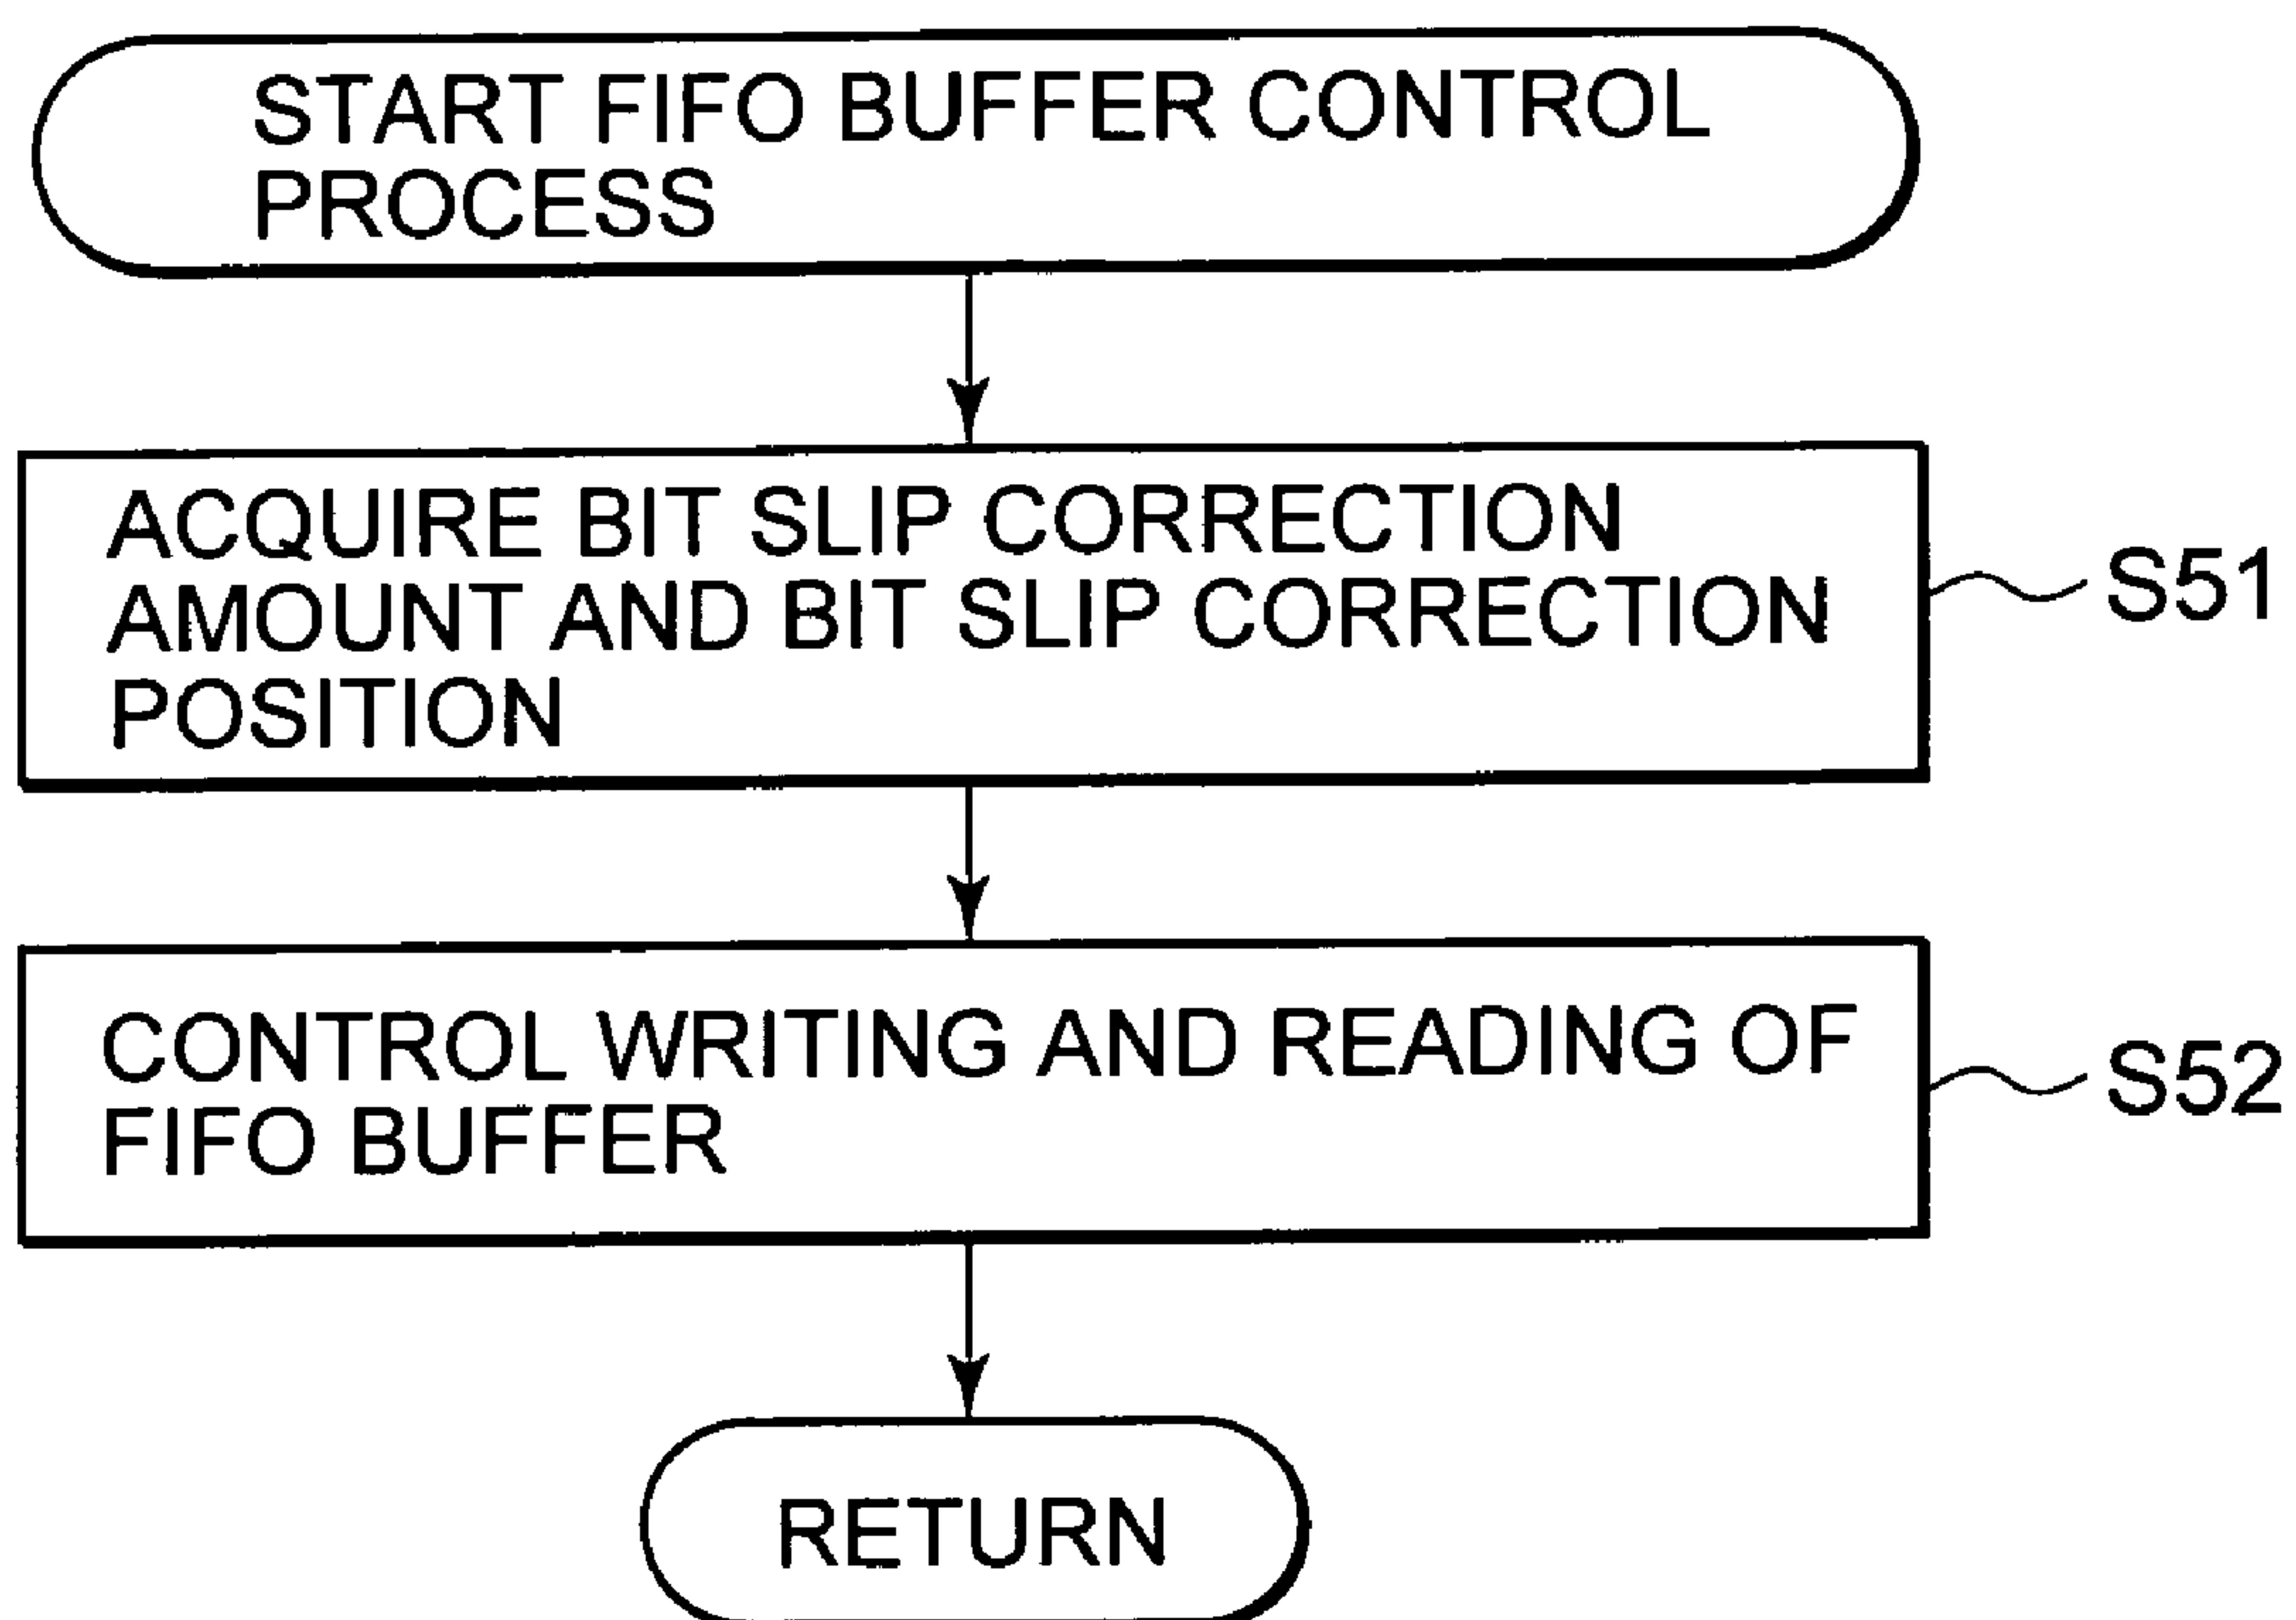 START FIFO BUFFER CONTROL
PROCESS
ACQUIRE BIT SLIP CORRECTION
AMOUNT AND BIT SLIP CORRECTION
POSITION
S51
CONTROL WRITING AND READING OF
FIFO BUFFER
S52
RETURN